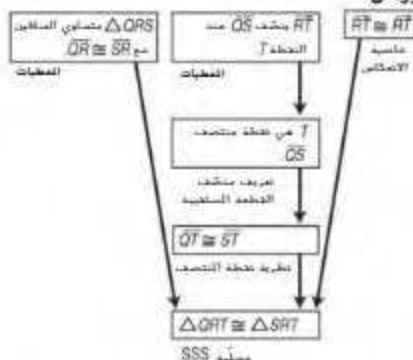 △QRS متساوي الساقين
مع QR ≅ SR
المعطيات
RT منصف QS عند
النقطة T
المعطيات
RT ≅ RT
خاصية
الانعكاس
T هي نقطة منتصف
QS
تعريف منصف
القطعة المستقيمة
QT ≅ ST
نظرية نقطة المنتصف
△QRT ≅ △SRT
مسلّمة SSS